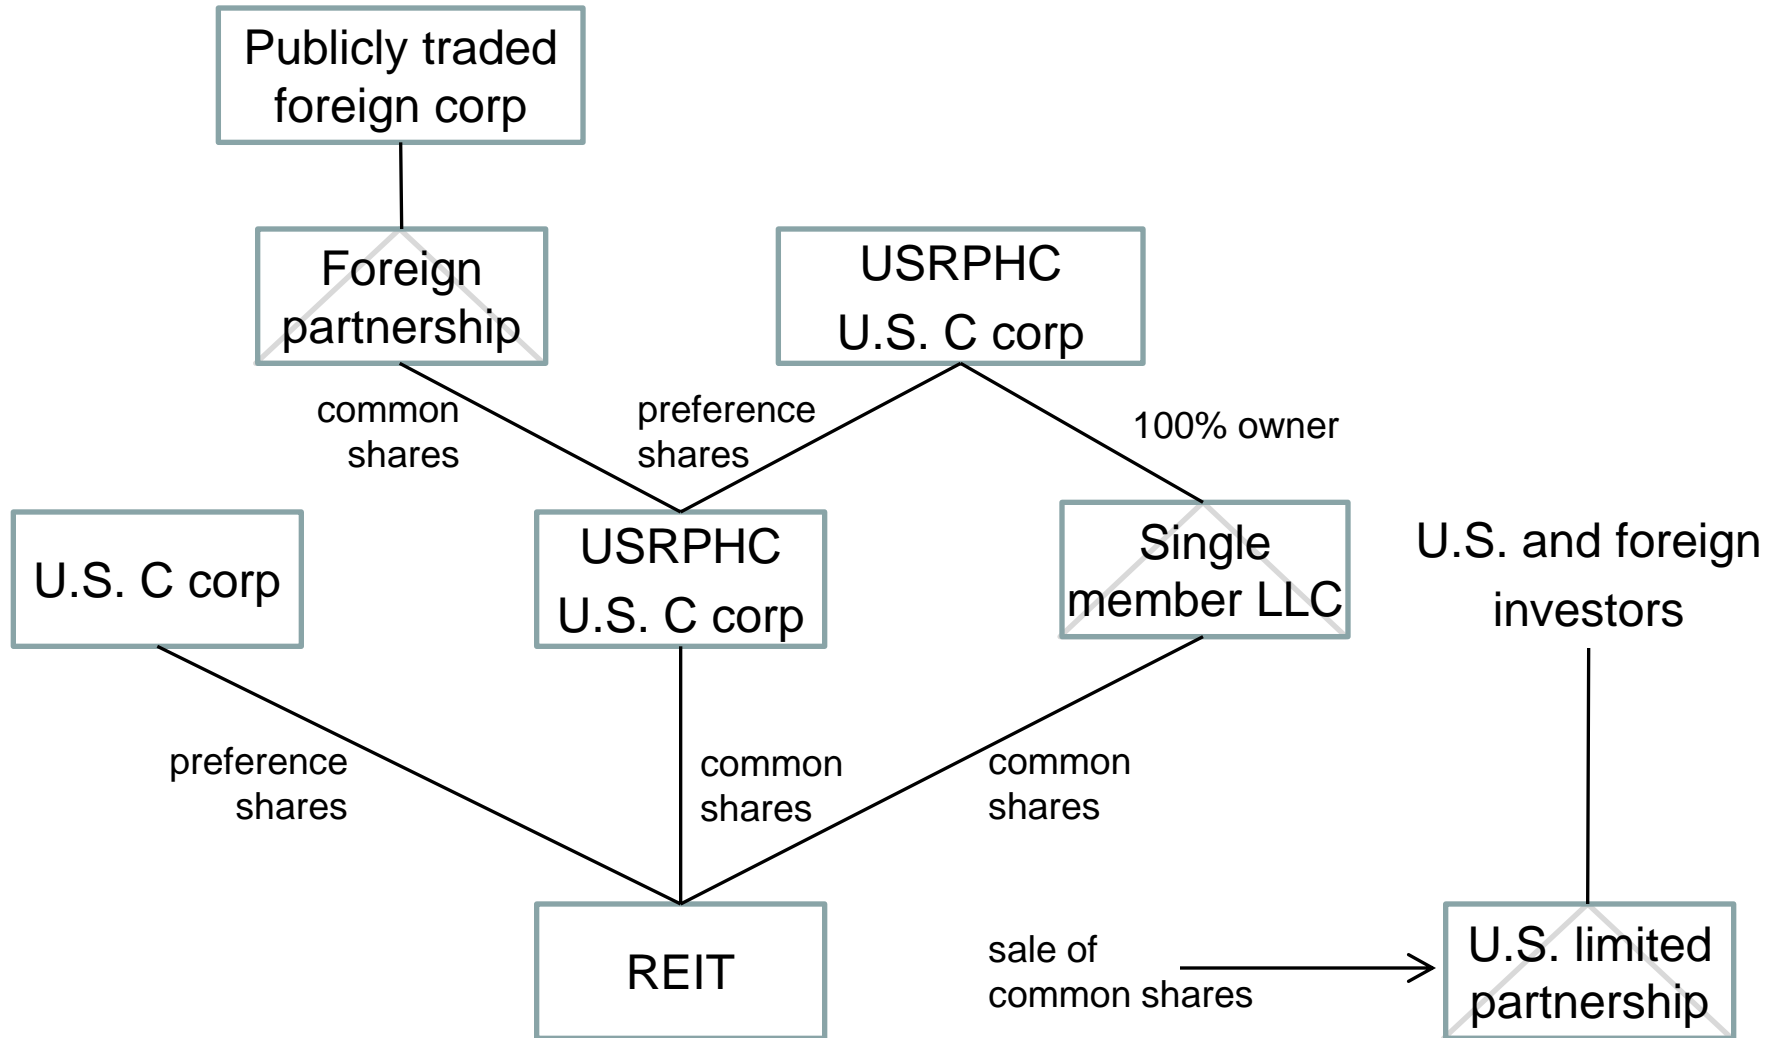 Publicly traded
foreign corp
Foreign
partnership
USRPHC
U.S. C corp
common
shares
preference
shares
100% owner
U.S. C corp
USRPHC
U.S. C corp
Single
member LLC
U.S. and foreign
investors
preference
shares
common
shares
common
shares
REIT
sale of
common shares
U.S. limited
partnership